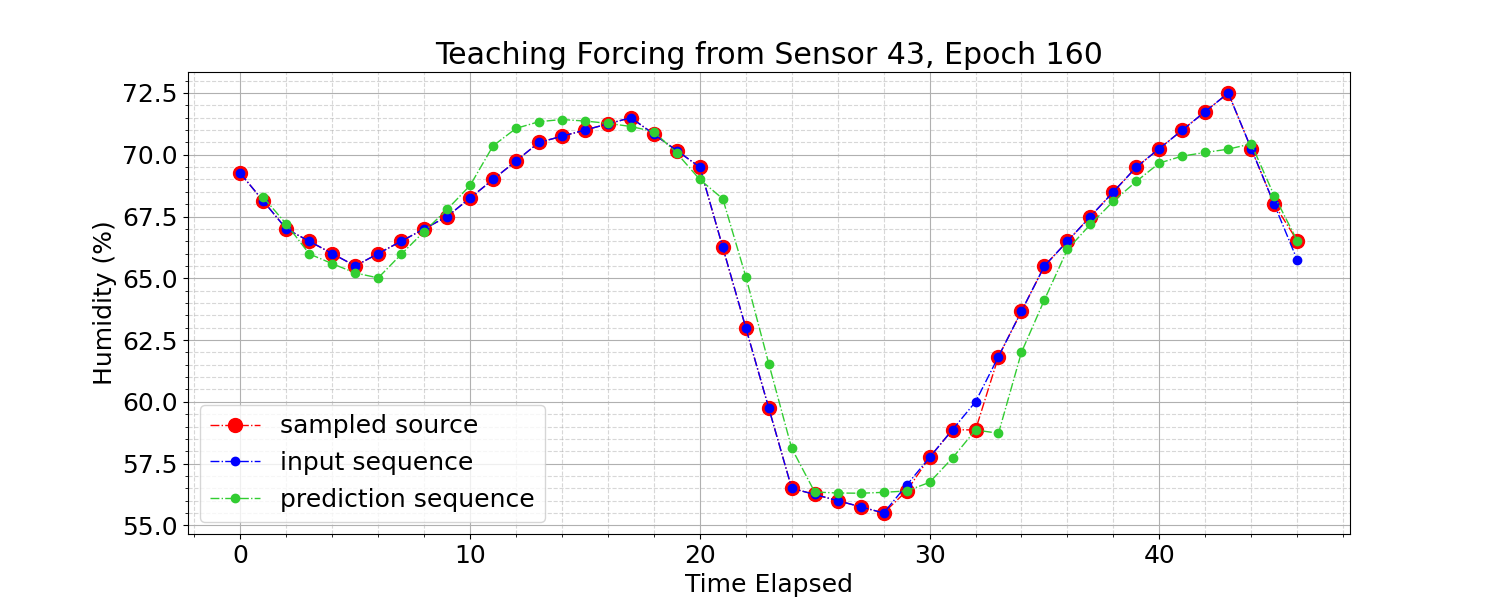 Teaching Forcing from Sensor 43, Epoch 160
72.5
70.0
67.5
65.0
62.5
60.0
57.5
55.0
Humidity (%)
sampled source
input sequence
prediction sequence
0 10 20 30 40
Time Elapsed